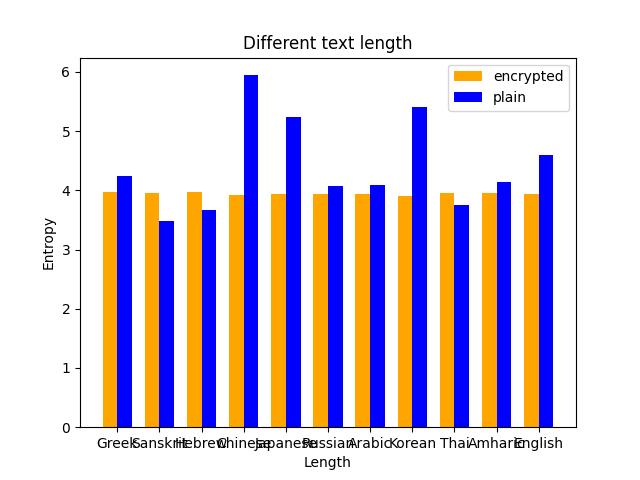 Different text length
encrypted
plain
6
5
4
3
2
1
0
Entropy
Greek Sanskrit Hebrew Chinese Japanese Russian Arabic Korean Thai Amharic English
Length